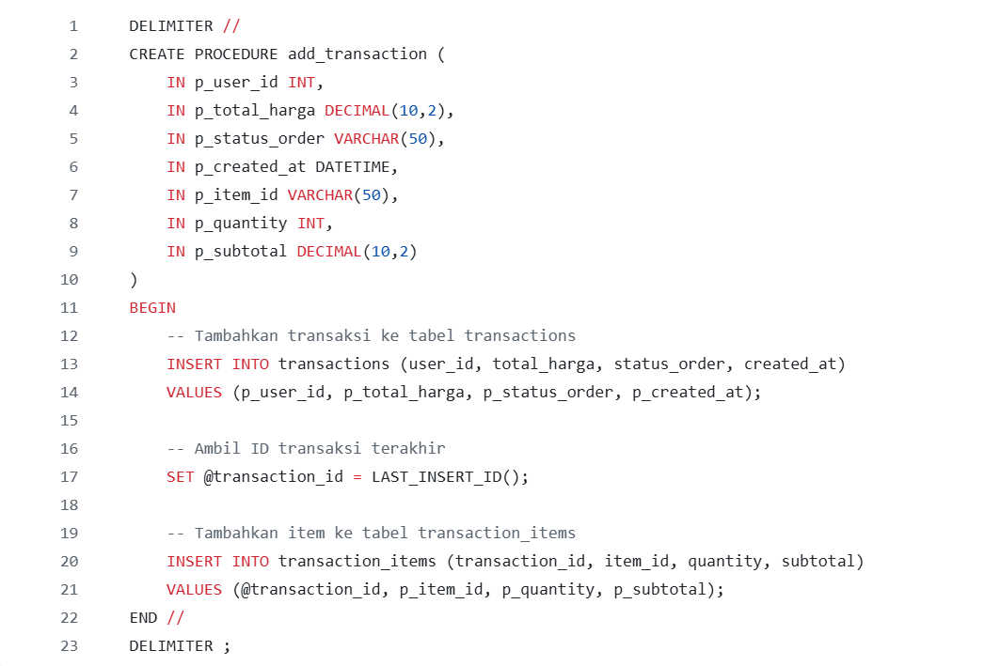 1 DELIMITER //
2 CREATE PROCEDURE add_transaction (
3     IN p_user_id INT,
4     IN p_total_harga DECIMAL(10,2),
5     IN p_status_order VARCHAR(50),
6     IN p_created_at DATETIME,
7     IN p_item_id VARCHAR(50),
8     IN p_quantity INT,
9     IN p_subtotal DECIMAL(10,2)
10 )
11 BEGIN
12     -- Tambahkan transaksi ke tabel transactions
13     INSERT INTO transactions (user_id, total_harga, status_order, created_at)
14     VALUES (p_user_id, p_total_harga, p_status_order, p_created_at);
15
16     -- Ambil ID transaksi terakhir
17     SET @transaction_id = LAST_INSERT_ID();
18
19     -- Tambahkan item ke tabel transaction_items
20     INSERT INTO transaction_items (transaction_id, item_id, quantity, subtotal)
21     VALUES (@transaction_id, p_item_id, p_quantity, p_subtotal);
22 END //
23 DELIMITER ;